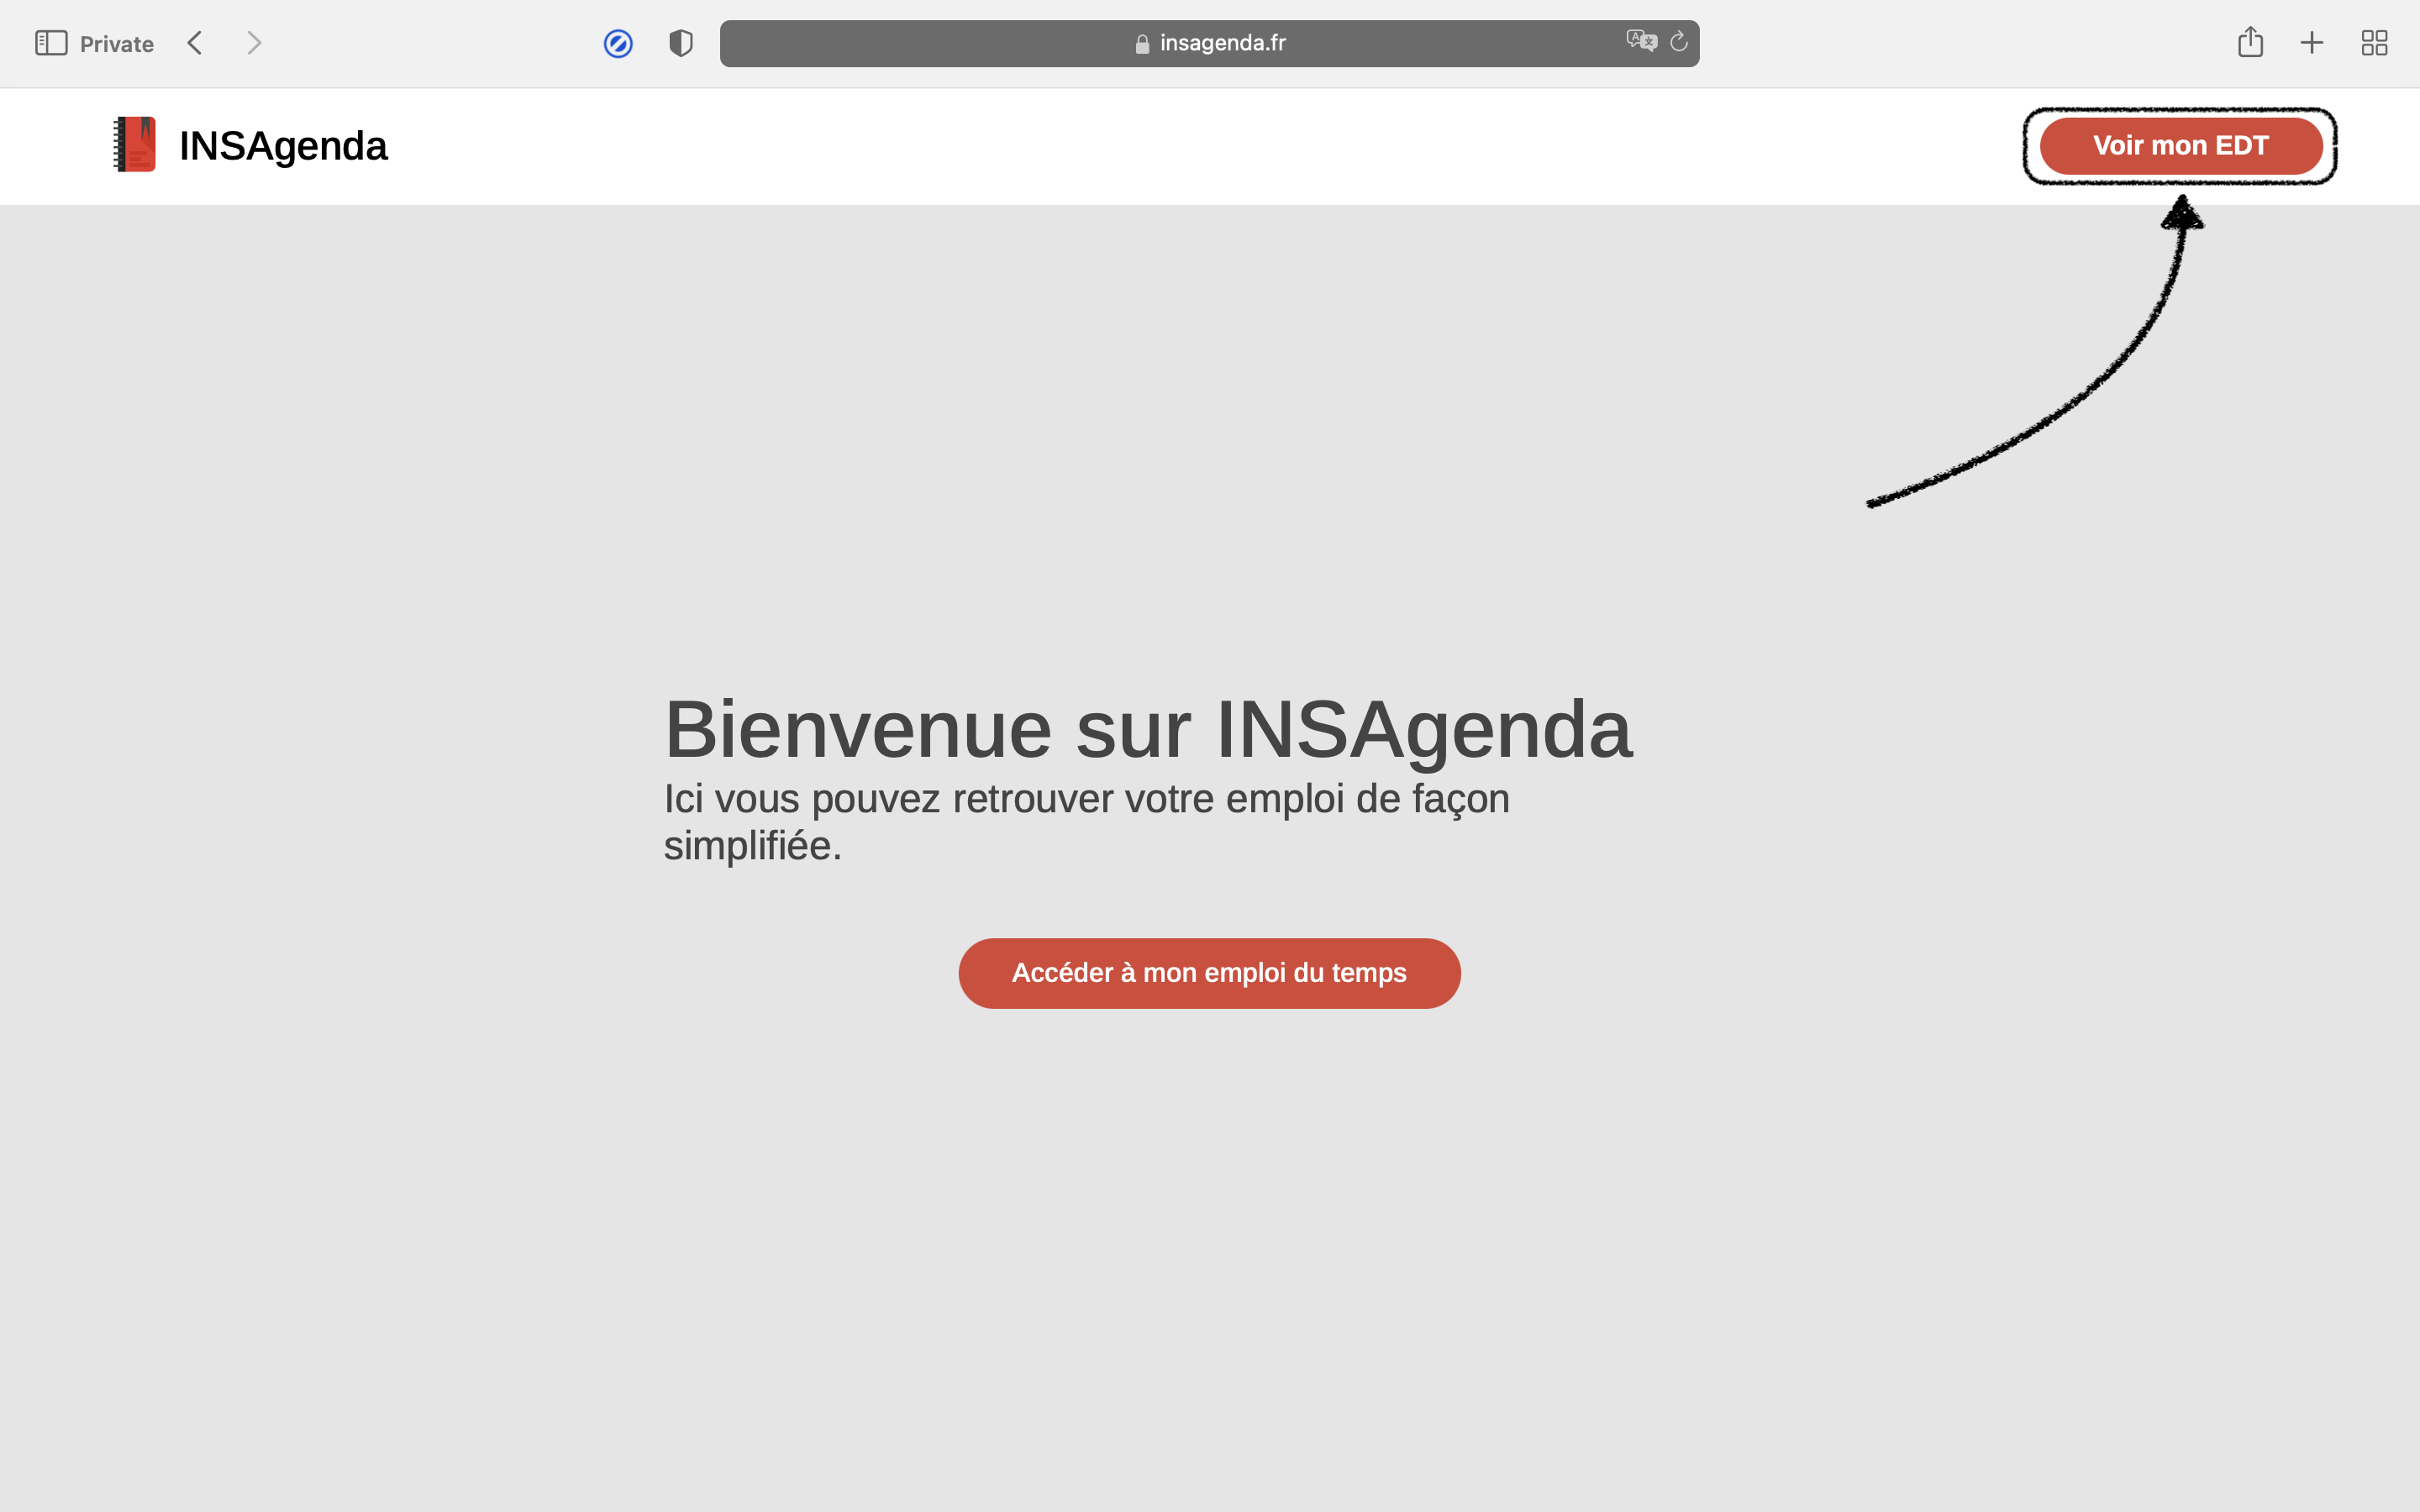 Private
insagenda.fr
INSAgenda
Voir mon EDT
Bienvenue sur INSAgenda
Ici vous pouvez retrouver votre emploi de façon
simplifiée.
Accéder à mon emploi du temps